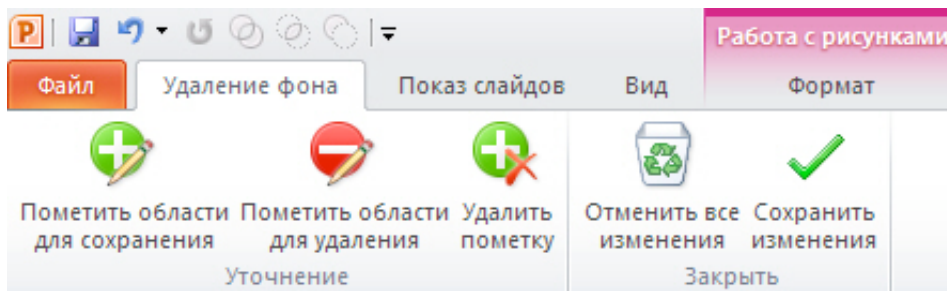 P
Работа с рисунками
Файл Удаление фона Показ слайдов Вид Формат
Пометить области Пометить области Удалить Отменить все Сохранить
для сохранения для удаления пометку изменения изменения
Уточнение Закрыть